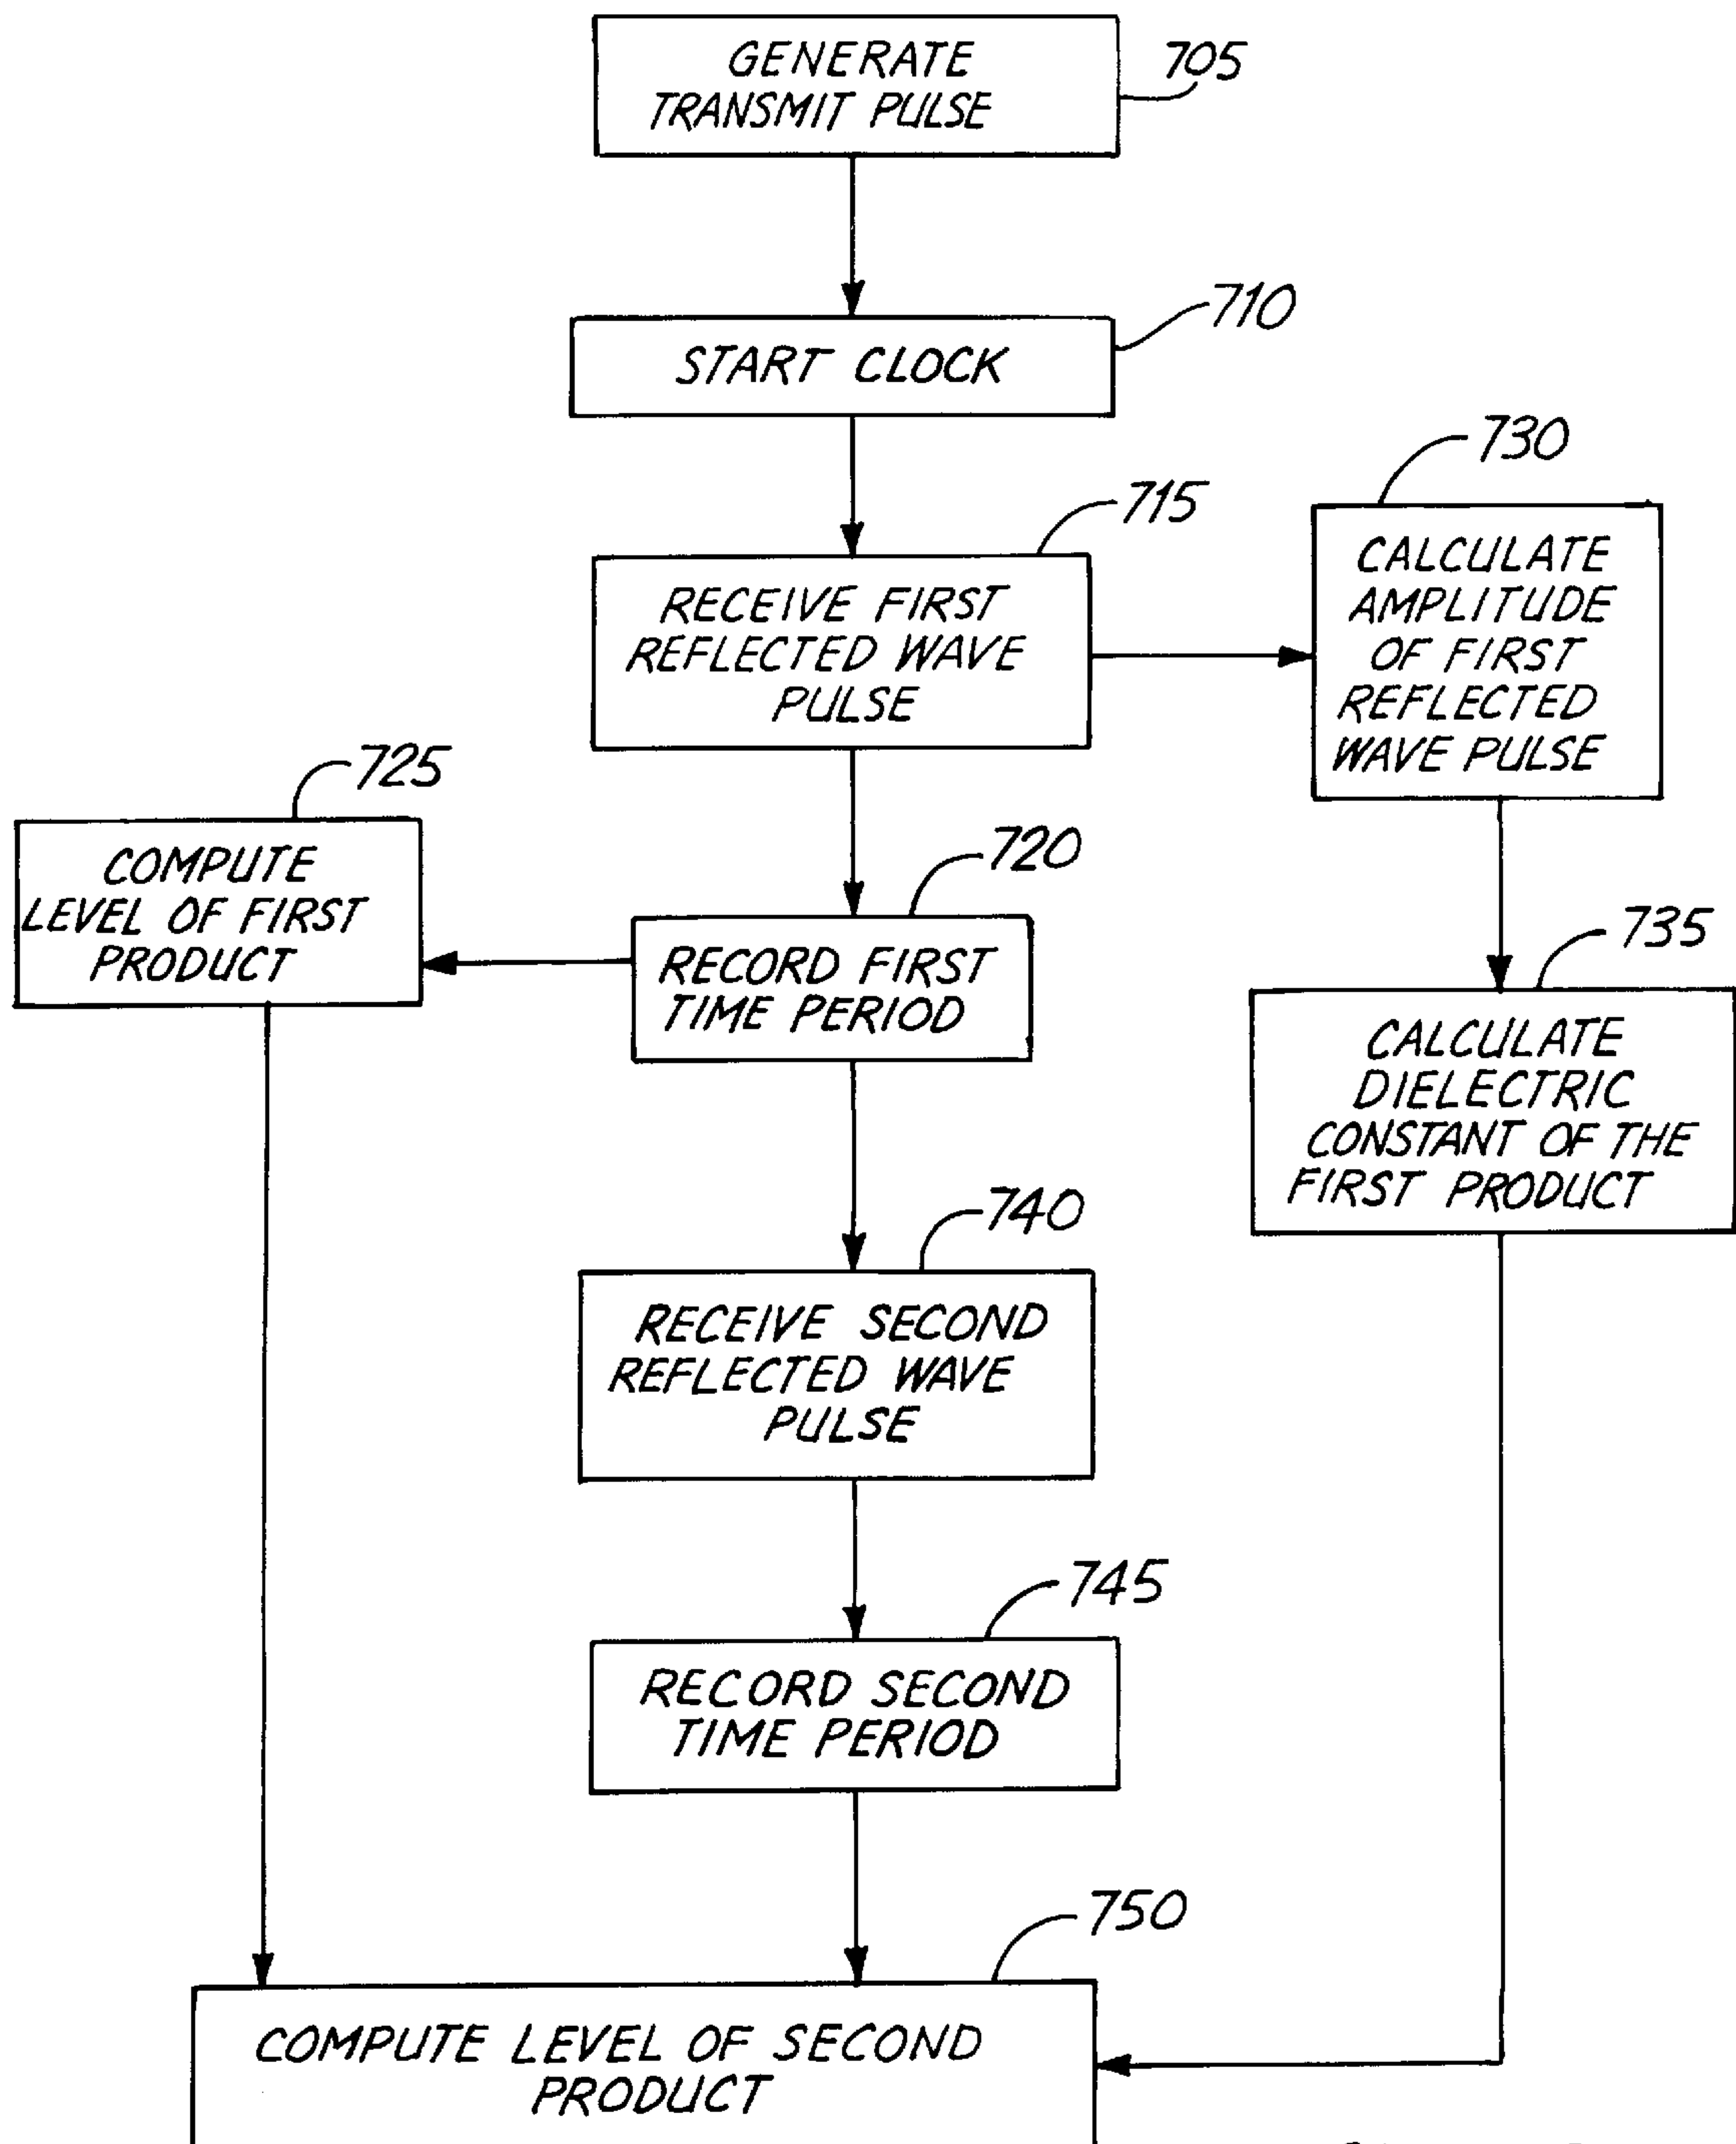 GENERATE
TRANSMIT PULSE
705
START CLOCK
710
RECEIVE FIRST
REFLECTED WAVE
PULSE
715
730
CALCULATE
AMPLITUDE
OF FIRST
REFLECTED
WAVE PULSE
725
COMPUTE
LEVEL OF FIRST
PRODUCT
720
RECORD FIRST
TIME PERIOD
735
CALCULATE
DIELECTRIC
CONSTANT OF THE
FIRST PRODUCT
740
RECEIVE SECOND
REFLECTED WAVE
PULSE
745
RECORD SECOND
TIME PERIOD
750
COMPUTE LEVEL OF SECOND
PRODUCT